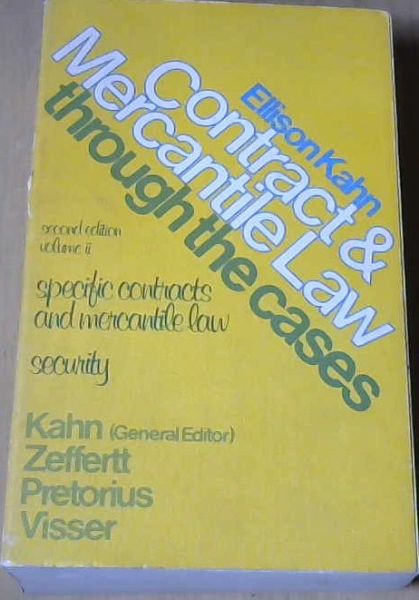 Ellison Kahn
Contract &
Mercantile Law
through the cases
second edition
volume ii
specific contracts
and mercantile law
security
Kahn (General Editor)
Zeffertt
Pretorius
Visser